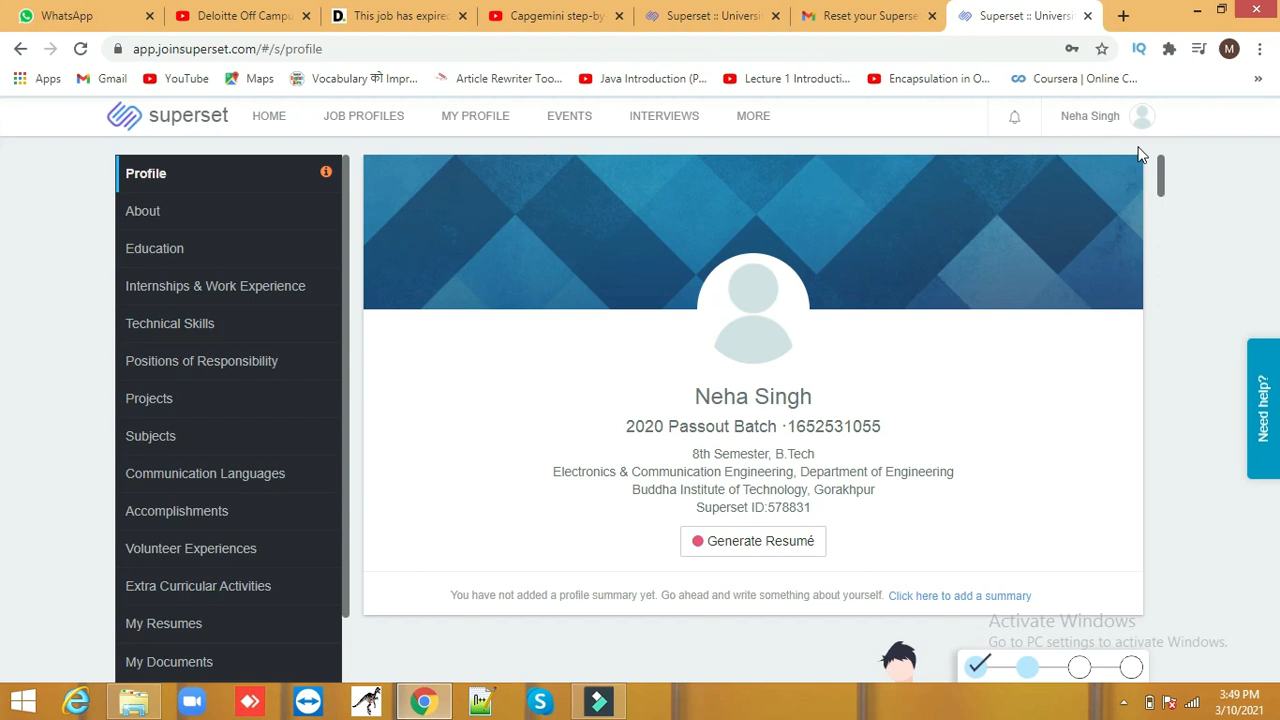 WhatsApp
Deloitte Off Campu
This job has expired
Capgemini step-by
Superset :: Universi
Reset your Superse
Superset :: Universi
app.joinsuperset.com/#/s/profile
IQ
M
Apps
Gmail
YouTube
Maps
Vocabulary को Impr...
Article Rewriter Too...
Java Introduction (P...
Lecture 1 Introducti...
Encapsulation in O...
Coursera | Online C...
»
superset
HOME
JOB PROFILES
MY PROFILE
EVENTS
INTERVIEWS
MORE
Neha Singh
Profile
About
Education
Internships & Work Experience
Technical Skills
Positions of Responsibility
Projects
Subjects
Communication Languages
Accomplishments
Volunteer Experiences
Extra Curricular Activities
My Resumes
My Documents
Neha Singh
2020 Passout Batch ·1652531055
8th Semester, B.Tech
Electronics & Communication Engineering, Department of Engineering
Buddha Institute of Technology, Gorakhpur
Superset ID:578831
Generate Resumé
You have not added a profile summary yet. Go ahead and write something about yourself. Click here to add a summary
Need help?
Activate Windows
Go to PC settings to activate Windows.
3:49 PM
3/10/2021